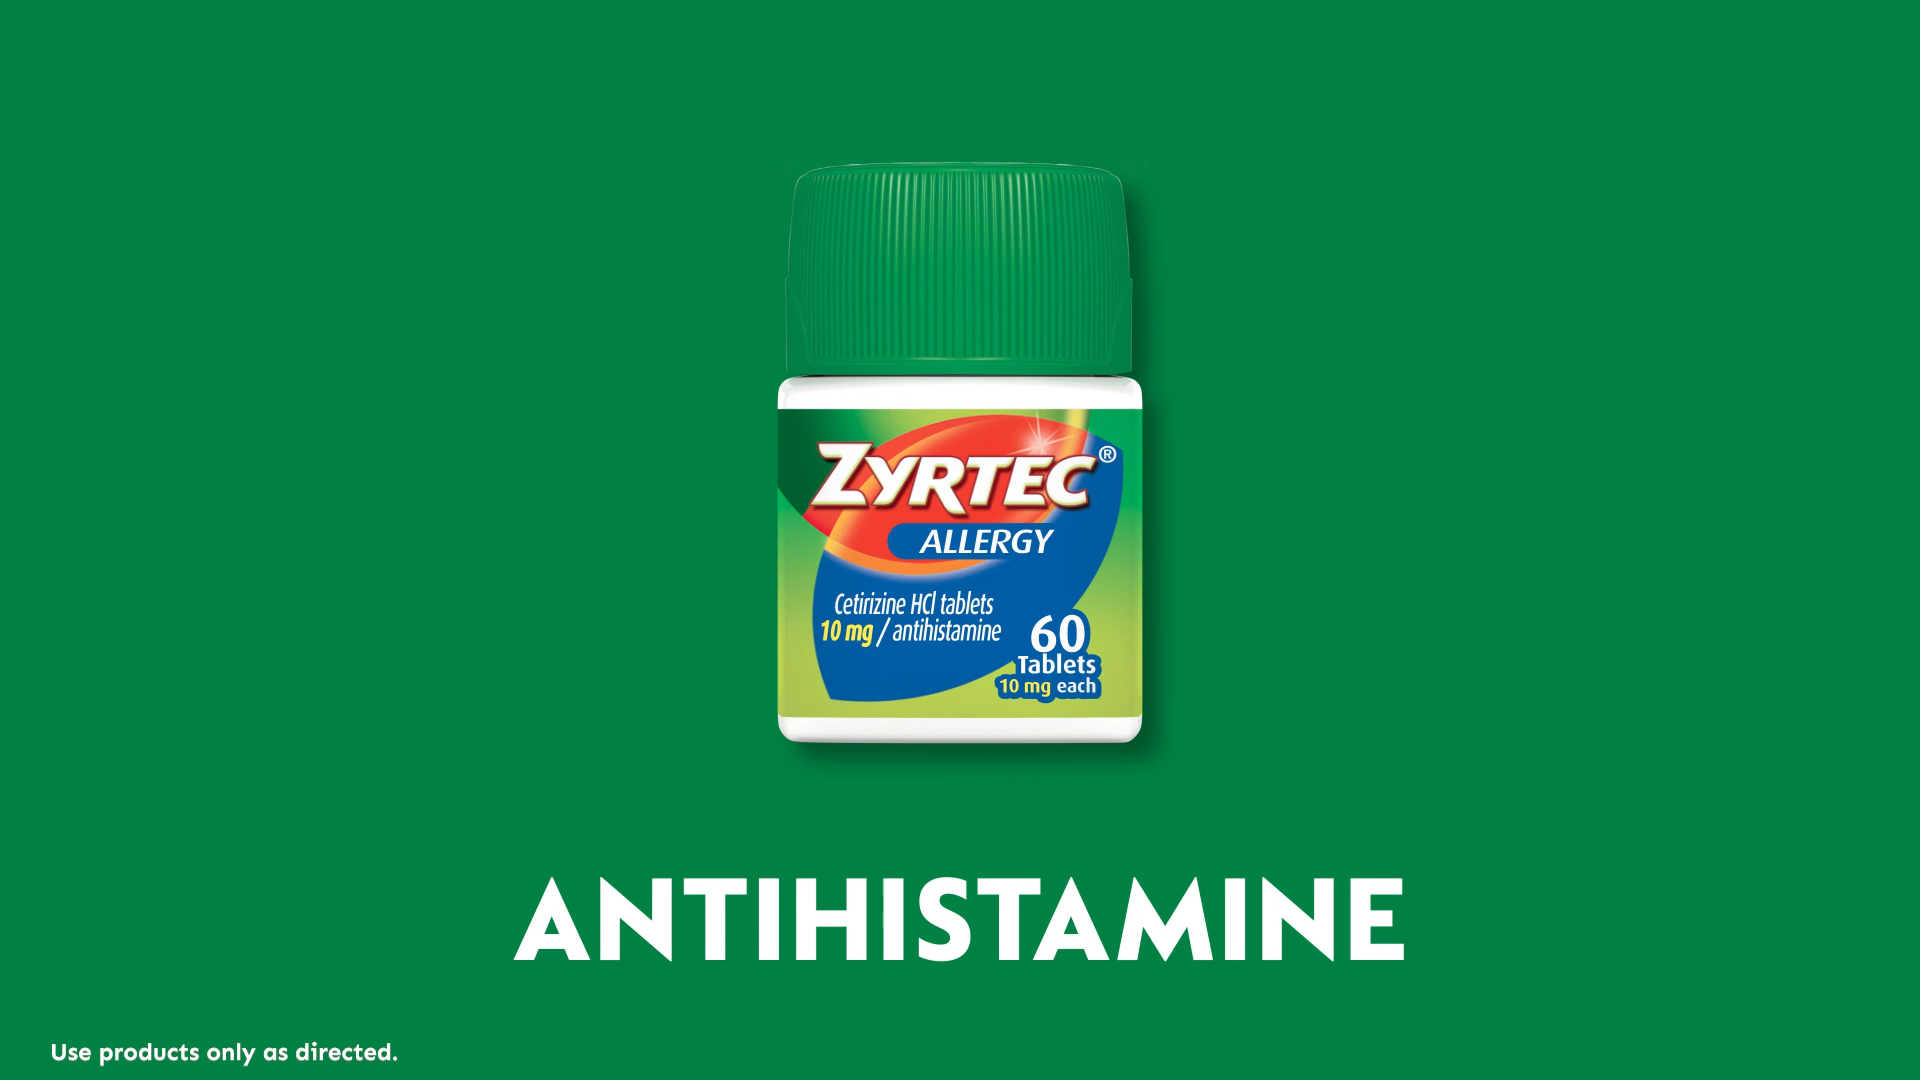 ZYRTEC®
ALLERGY
Cetirizine HCl tablets
10 mg / antihistamine
60
Tablets
10 mg each
ANTIHISTAMINE
Use products only as directed.